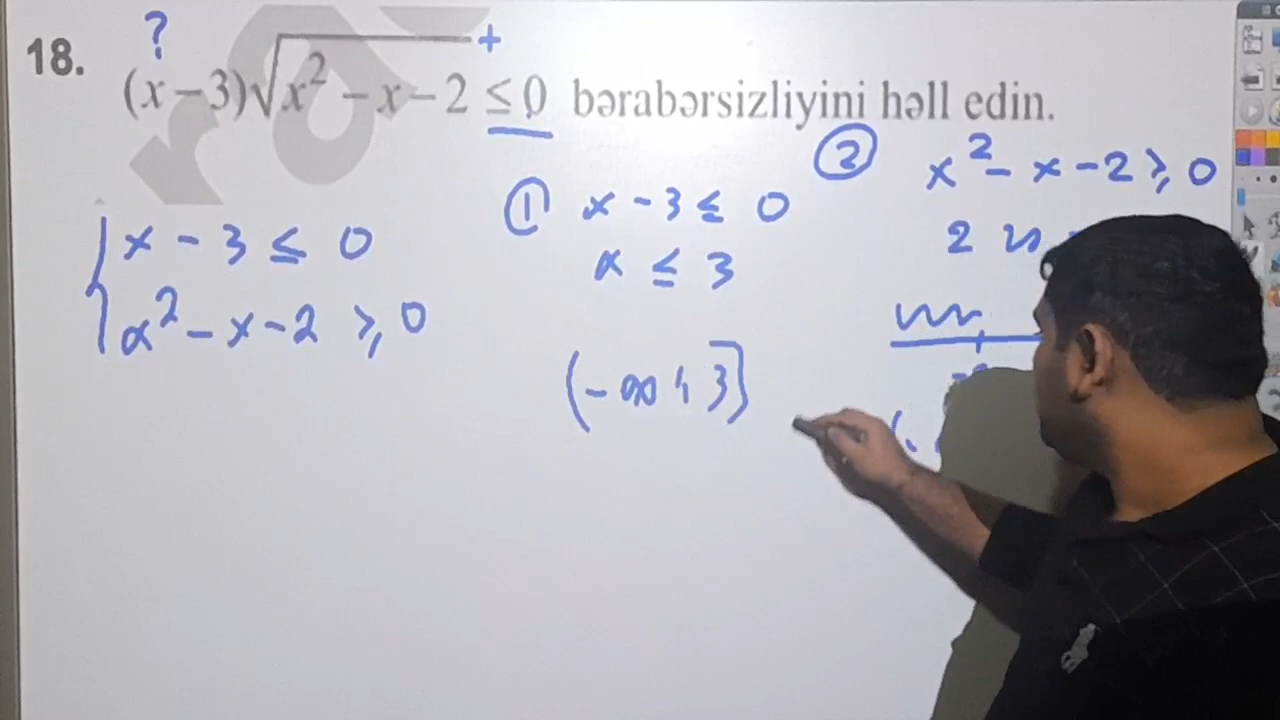 18. (x-3)√x²-x-2 ≤ 0 bərabərsizliyini həll edin.
?
+
{ x - 3 ≤ 0
x² - x - 2 ≥ 0
① x - 3 ≤ 0
x ≤ 3
(-∞; 3]
② x² - x - 2 ≥ 0
2